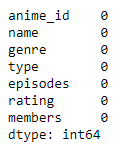 anime_id 0
name 0
genre 0
type 0
episodes 0
rating 0
members 0
dtype: int64